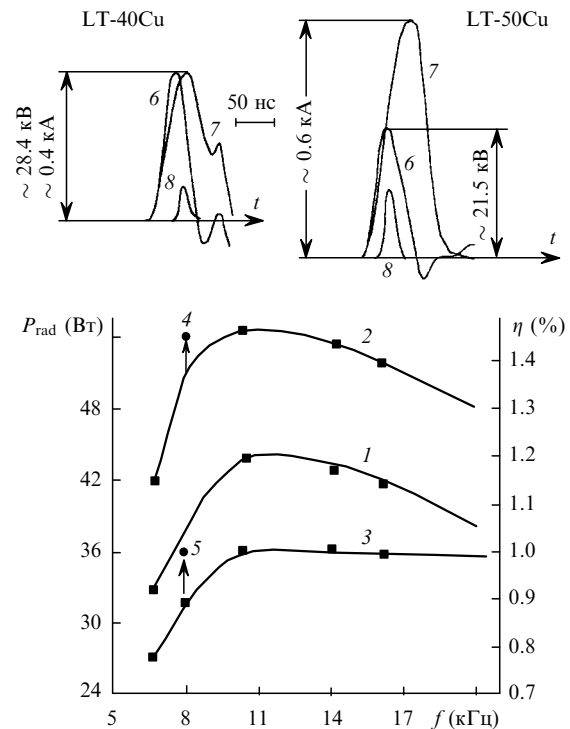 LT-40Cu
LT-50Cu
~ 28.4 кВ
~ 0.4 кА
6
7
8
50 нс
t
~ 0.6 кА
7
6
8
~ 21.5 кВ
t
P_rad (Вт)
η (%)
4
2
1
5
3
48
42
36
30
24
1.4
1.3
1.2
1.1
1.0
0.9
0.8
0.7
5
8
11
14
17
f (кГц)